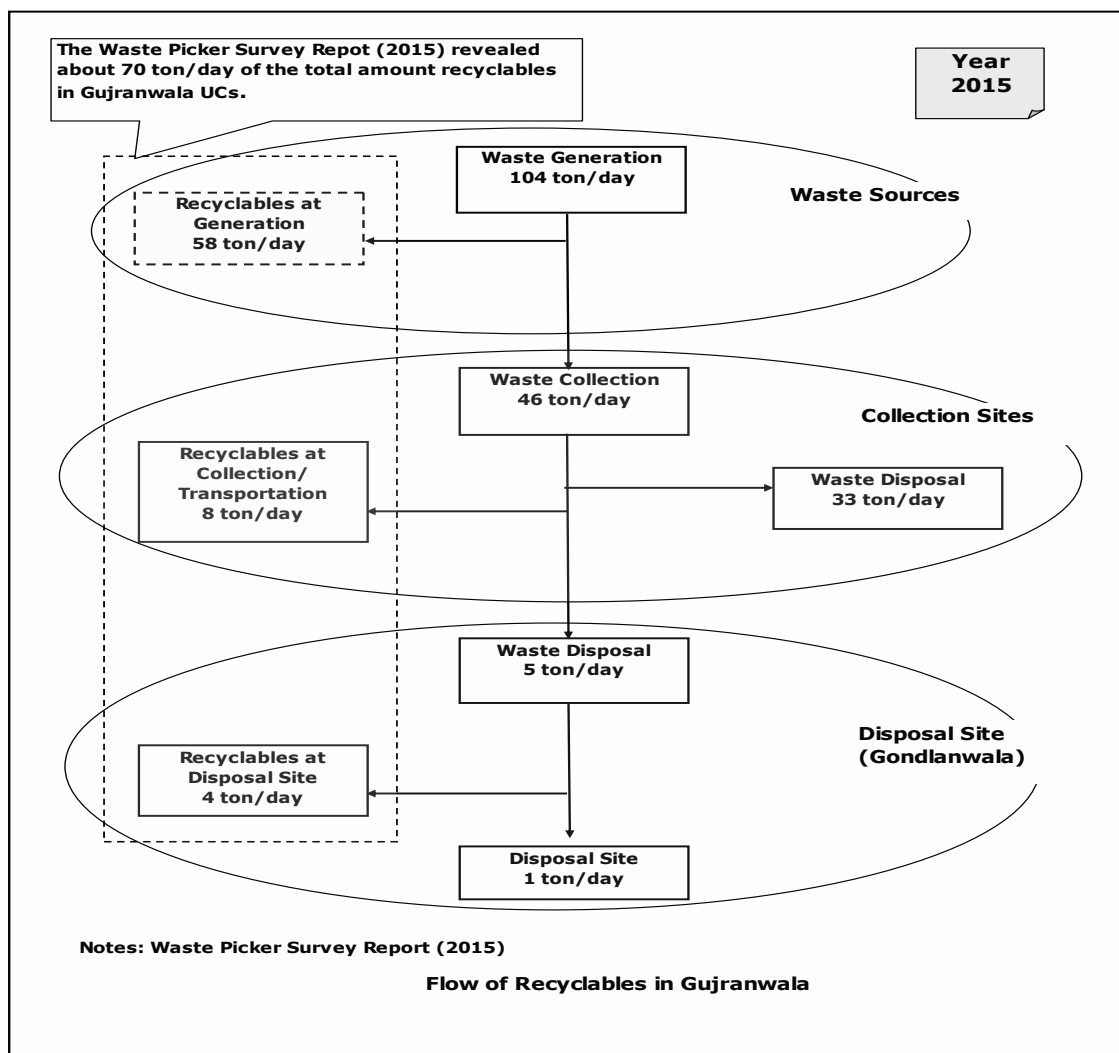 The Waste Picker Survey Repot (2015) revealed
about 70 ton/day of the total amount recyclables
in Gujranwala UCs.
Year
2015
Waste Generation
104 ton/day
Waste Sources
Recyclables at
Generation
58 ton/day
Waste Collection
46 ton/day
Collection Sites
Recyclables at
Collection/
Transportation
8 ton/day
Waste Disposal
33 ton/day
Waste Disposal
5 ton/day
Disposal Site
(Gondlanwala)
Recyclables at
Disposal Site
4 ton/day
Disposal Site
1 ton/day
Notes: Waste Picker Survey Report (2015)
Flow of Recyclables in Gujranwala